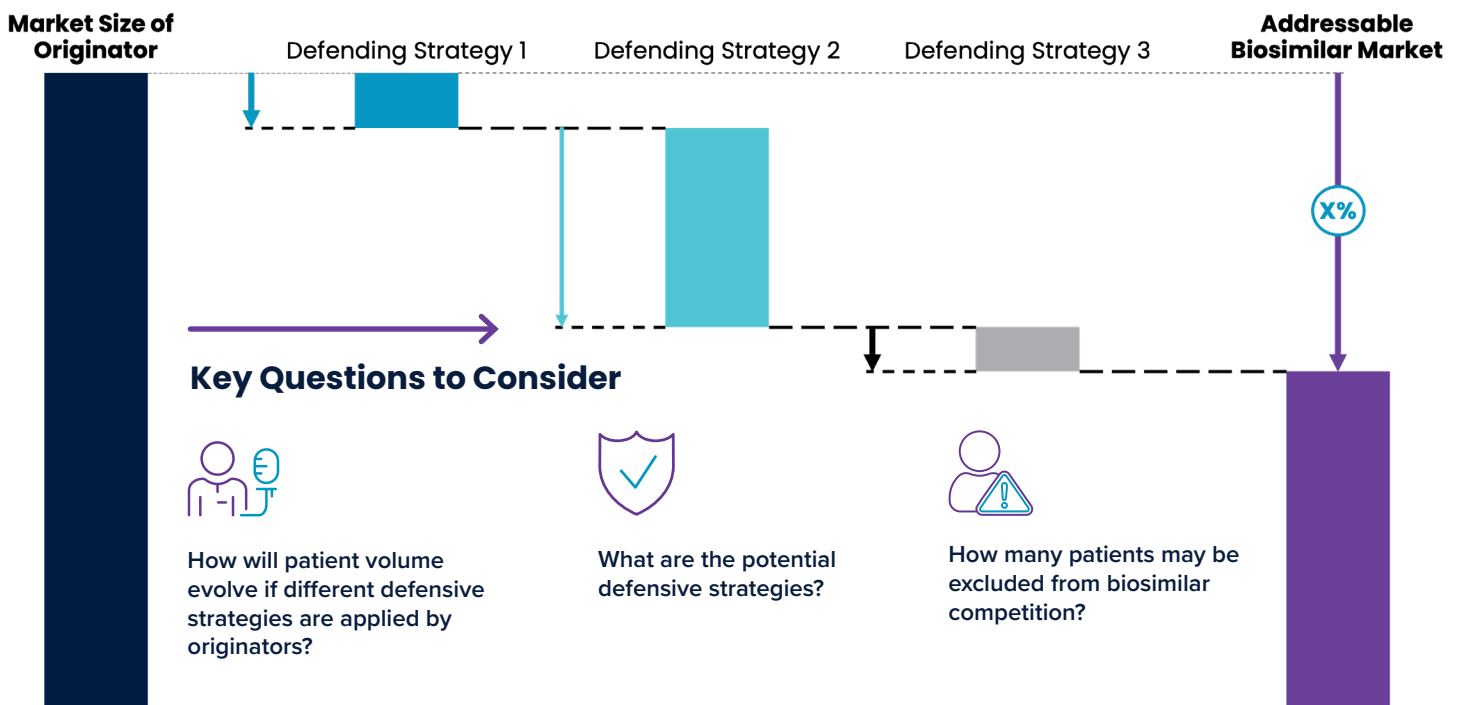 Market Size of
Originator
Defending Strategy 1
Defending Strategy 2
Defending Strategy 3
Addressable
Biosimilar Market
X%
Key Questions to Consider
How will patient volume
evolve if different defensive
strategies are applied by
originators?
What are the potential
defensive strategies?
How many patients may be
excluded from biosimilar
competition?